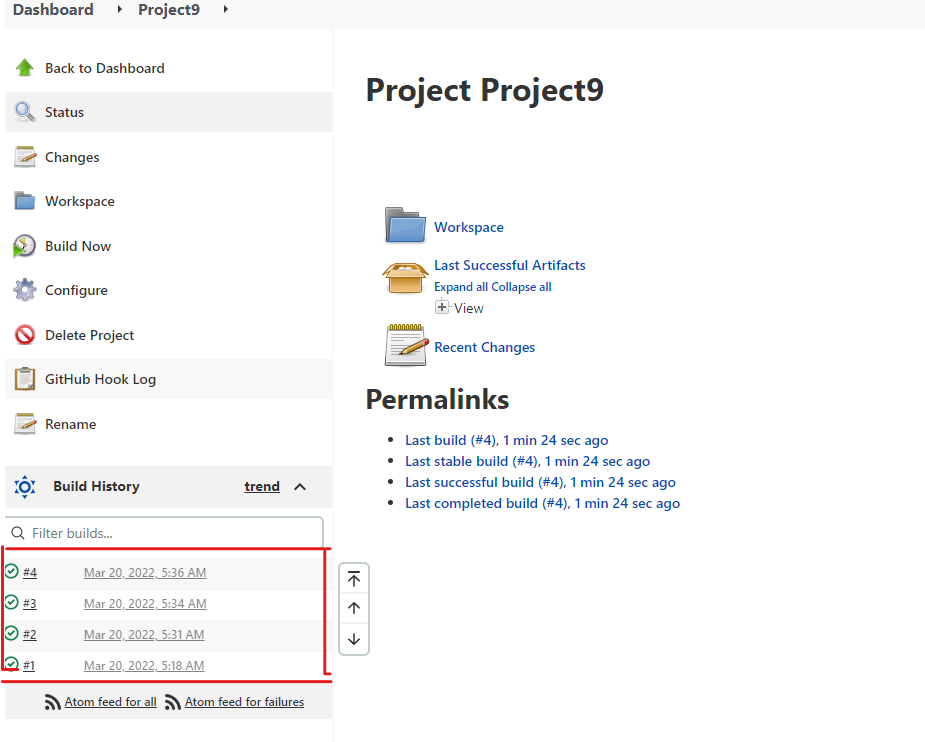 Dashboard Project9
Back to Dashboard
Status
Changes
Workspace
Build Now
Configure
Delete Project
GitHub Hook Log
Rename
Build History trend
Filter builds...
#4 Mar 20, 2022, 5:36 AM
#3 Mar 20, 2022, 5:34 AM
#2 Mar 20, 2022, 5:31 AM
#1 Mar 20, 2022, 5:18 AM
Atom feed for all Atom feed for failures
Project Project9
Workspace
Last Successful Artifacts
Expand all Collapse all
View
Recent Changes
Permalinks
Last build (#4), 1 min 24 sec ago
Last stable build (#4), 1 min 24 sec ago
Last successful build (#4), 1 min 24 sec ago
Last completed build (#4), 1 min 24 sec ago